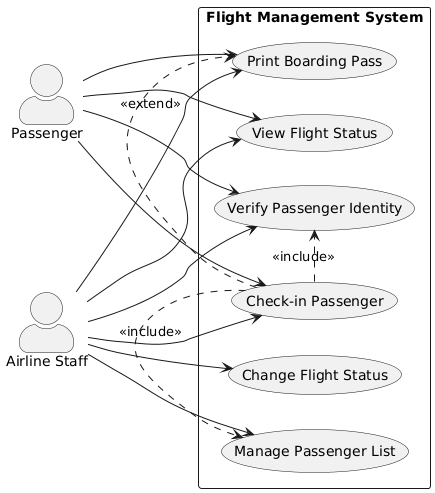 Flight Management System
Print Boarding Pass
«extend»
Passenger
View Flight Status
Verify Passenger Identity
«include»
Check-in Passenger
«include»
Airline Staff
Change Flight Status
Manage Passenger List